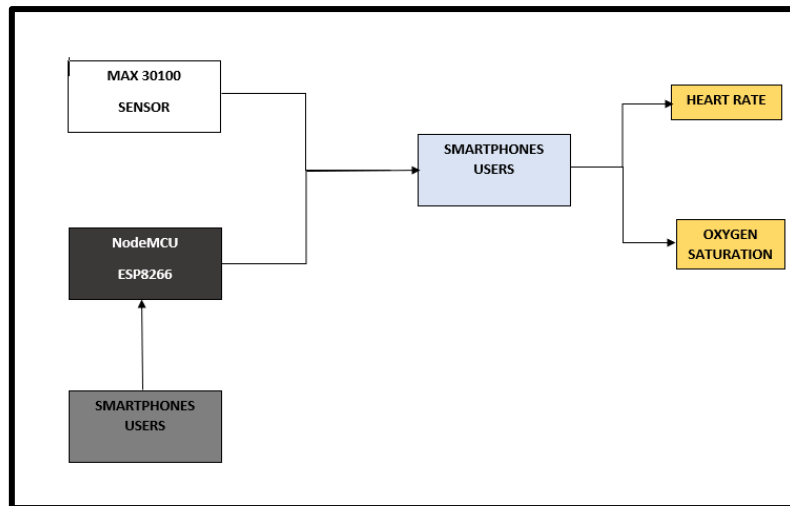 MAX 30100
SENSOR
HEART RATE
SMARTPHONES
USERS
NodeMCU
ESP8266
OXYGEN
SATURATION
SMARTPHONES
USERS